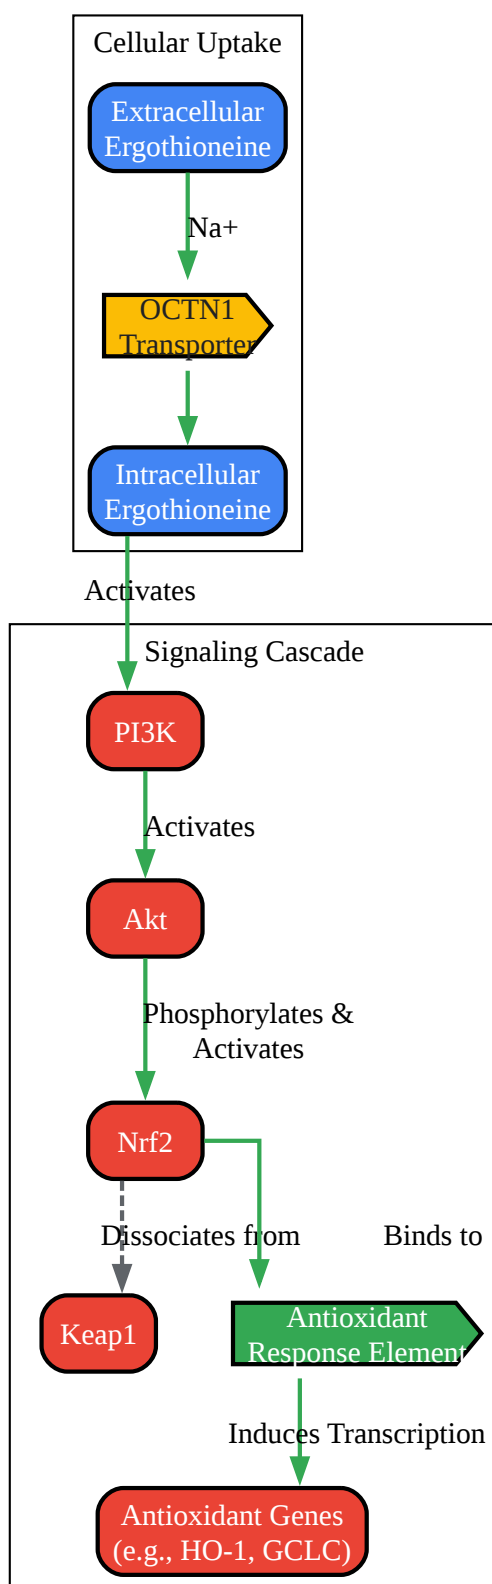 Cellular Uptake
Extracellular
Ergothioneine
Na+
OCTN1
Transporter
Intracellular
Ergothioneine
Activates
Signaling Cascade
PI3K
Activates
Akt
Phosphorylates &
Activates
Nrf2
Dissociates from
Binds to
Keap1
Antioxidant
Response Element
Induces Transcription
Antioxidant Genes
(e.g., HO-1, GCLC)